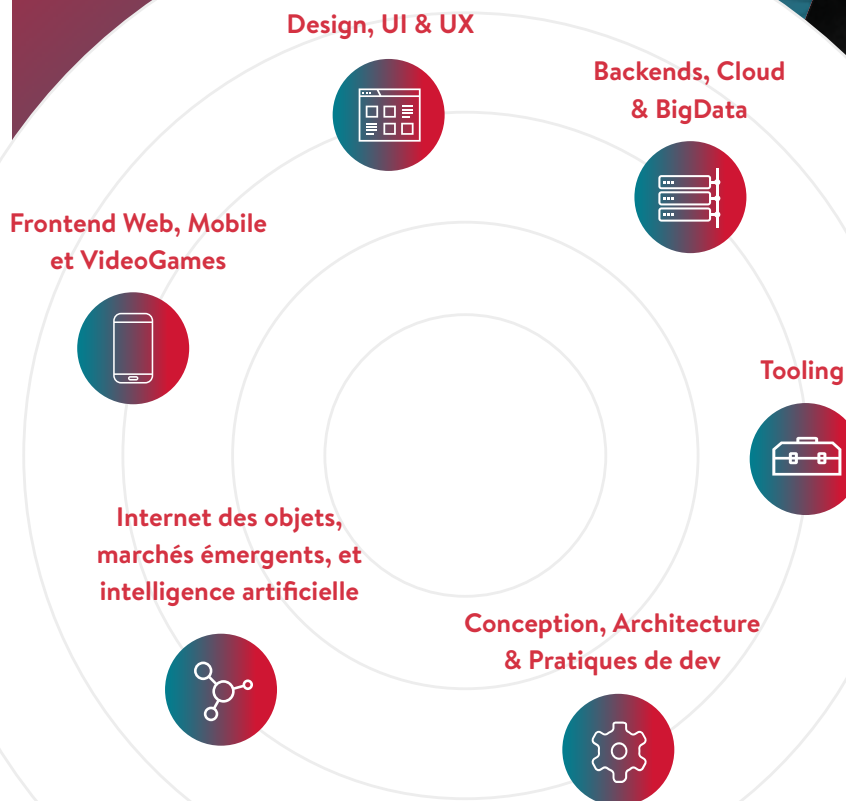 Design, UI & UX
Backends, Cloud
& BigData
Frontend Web, Mobile
et VideoGames
Tooling
Internet des objets,
marchés émergents, et
intelligence artificielle
Conception, Architecture
& Pratiques de dev